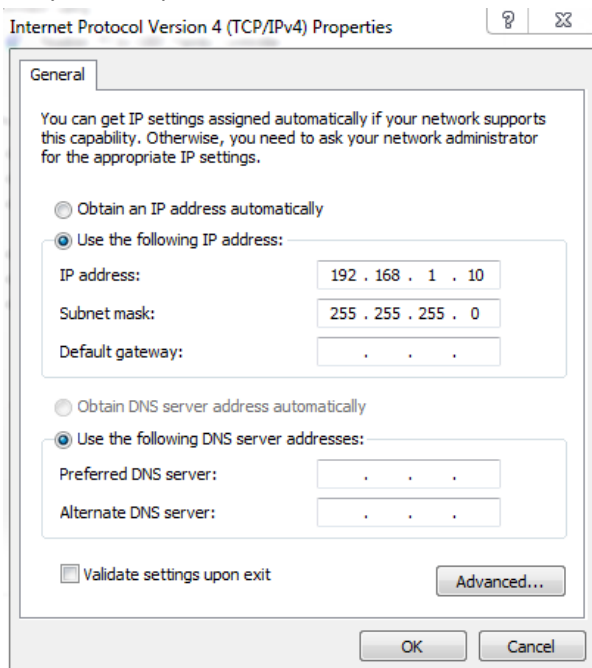 Internet Protocol Version 4 (TCP/IPv4) Properties
General
You can get IP settings assigned automatically if your network supports
this capability. Otherwise, you need to ask your network administrator
for the appropriate IP settings.
Obtain an IP address automatically
Use the following IP address:
IP address: 192 . 168 . 1 . 10
Subnet mask: 255 . 255 . 255 . 0
Default gateway: . . .
Obtain DNS server address automatically
Use the following DNS server addresses:
Preferred DNS server: . . .
Alternate DNS server: . . .
Validate settings upon exit
Advanced...
OK Cancel